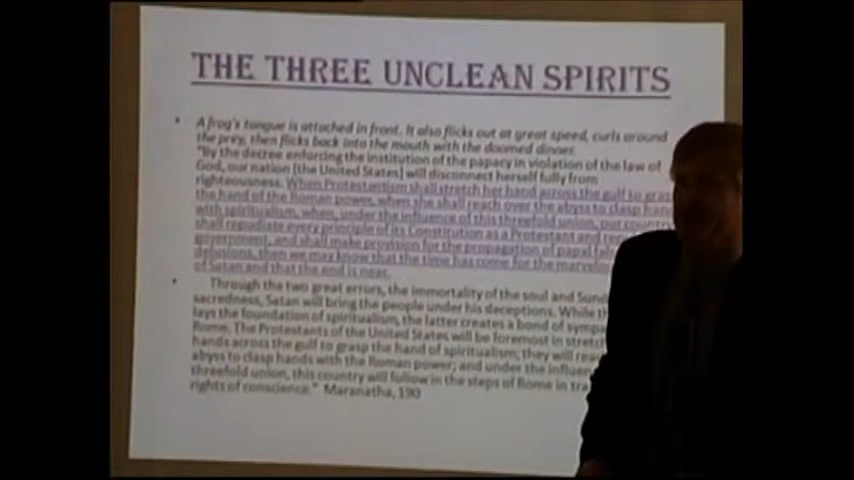 THE THREE UNCLEAN SPIRITS
• A frog's tongue is attached in front. It also flicks out at great speed, curls around
the prey, then flicks back into the mouth with the doomed dinner.
"By the decree enforcing the institution of the papacy in violation of the law of
God, our nation [the United States] will disconnect herself fully from
righteousness. When Protestantism shall stretch her hand across the gulf to grasp
the hand of the Roman power, when she shall reach over the abyss to clasp hand
with spiritualism, when, under the influence of this threefold union, our country
shall repudiate every principle of its Constitution as a Protestant and
government, and shall make provision for the propagation of papal
delusions, then we may know that the time has come for the
of Satan and that the end is near.
• Through the two great errors, the immortality of the soul and
sacredness, Satan will bring the people under his deceptions. While
lays the foundation of spiritualism, the latter creates a bond of
Rome. The Protestants of the United States will be foremost in
hands across the gulf to grasp the hand of spiritualism; they will
abyss to clasp hands with the Roman power; and under the
threefold union, this country will follow in the steps of Rome in
rights of conscience." Maranatha, 190